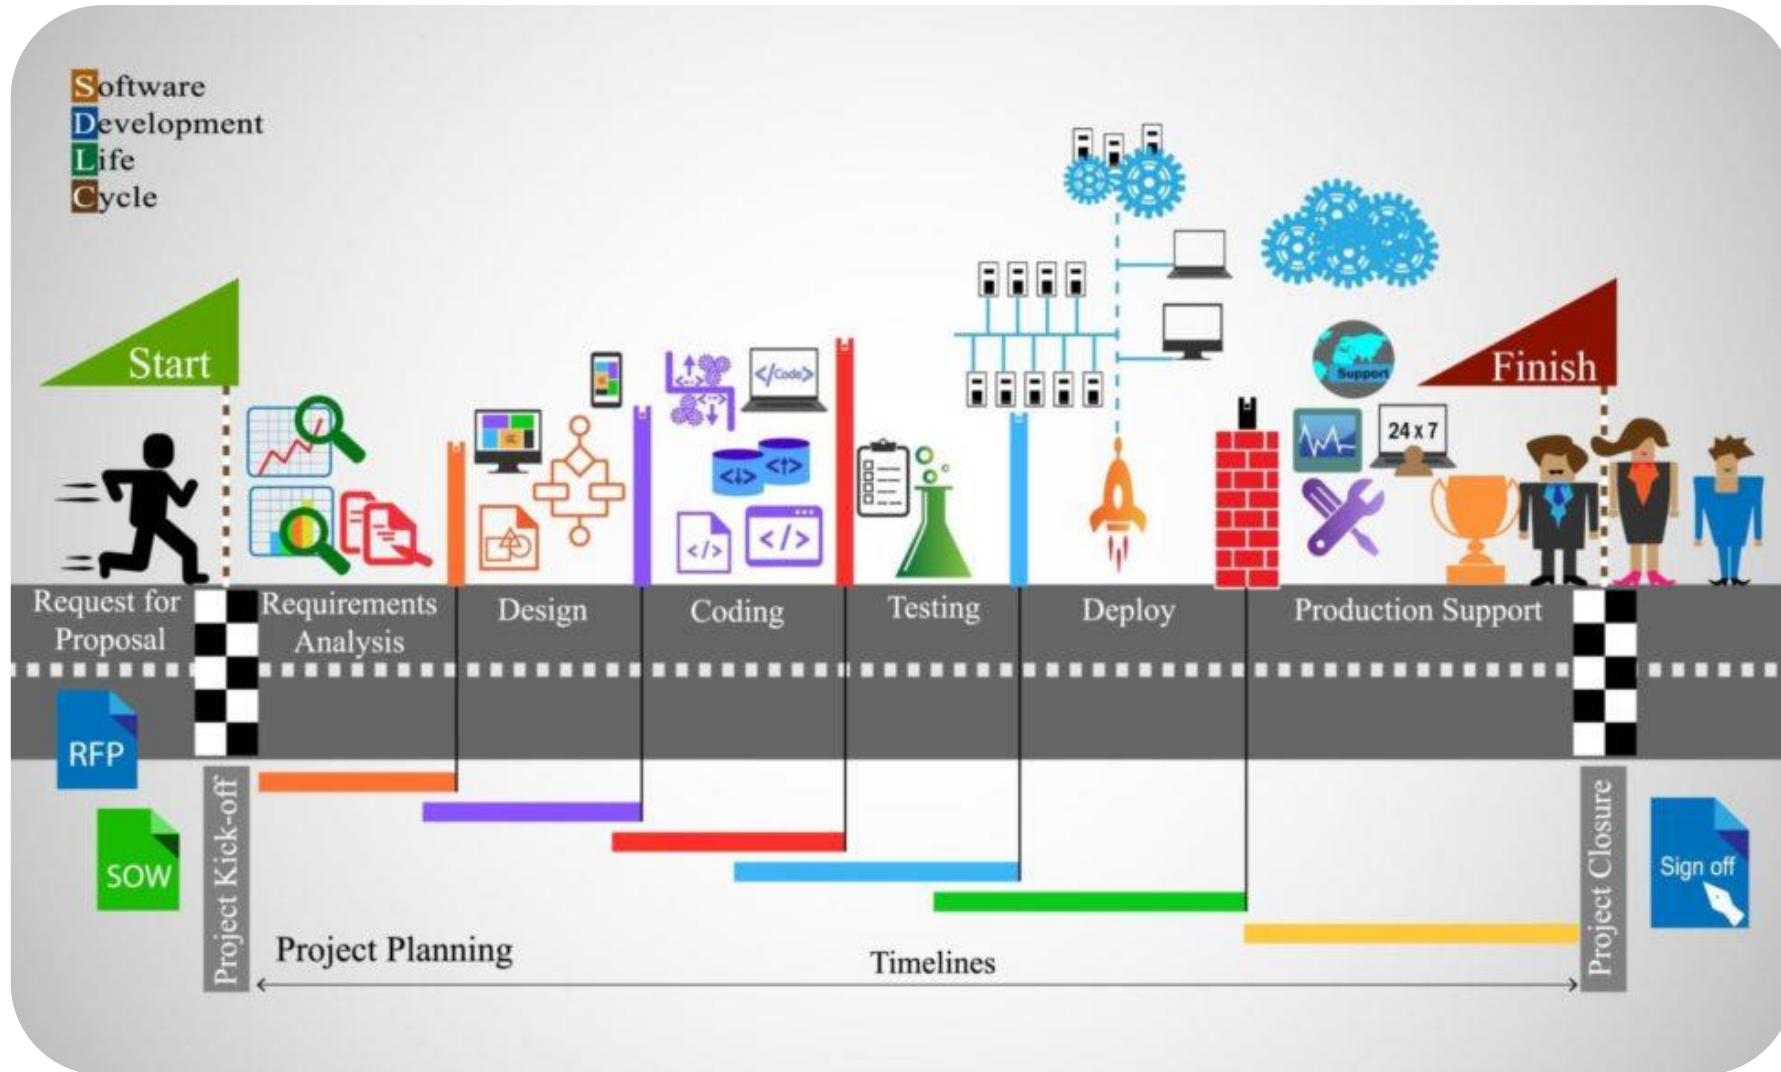 Software
Development
Life
Cycle
Start
Finish
</Code>
Support
24 x 7
</>
</>
Request for
Proposal
Requirements
Analysis
Design
Coding
Testing
Deploy
Production Support
RFP
SOW
Project Kick-off
Project Planning
Timelines
Project Closure
Sign off